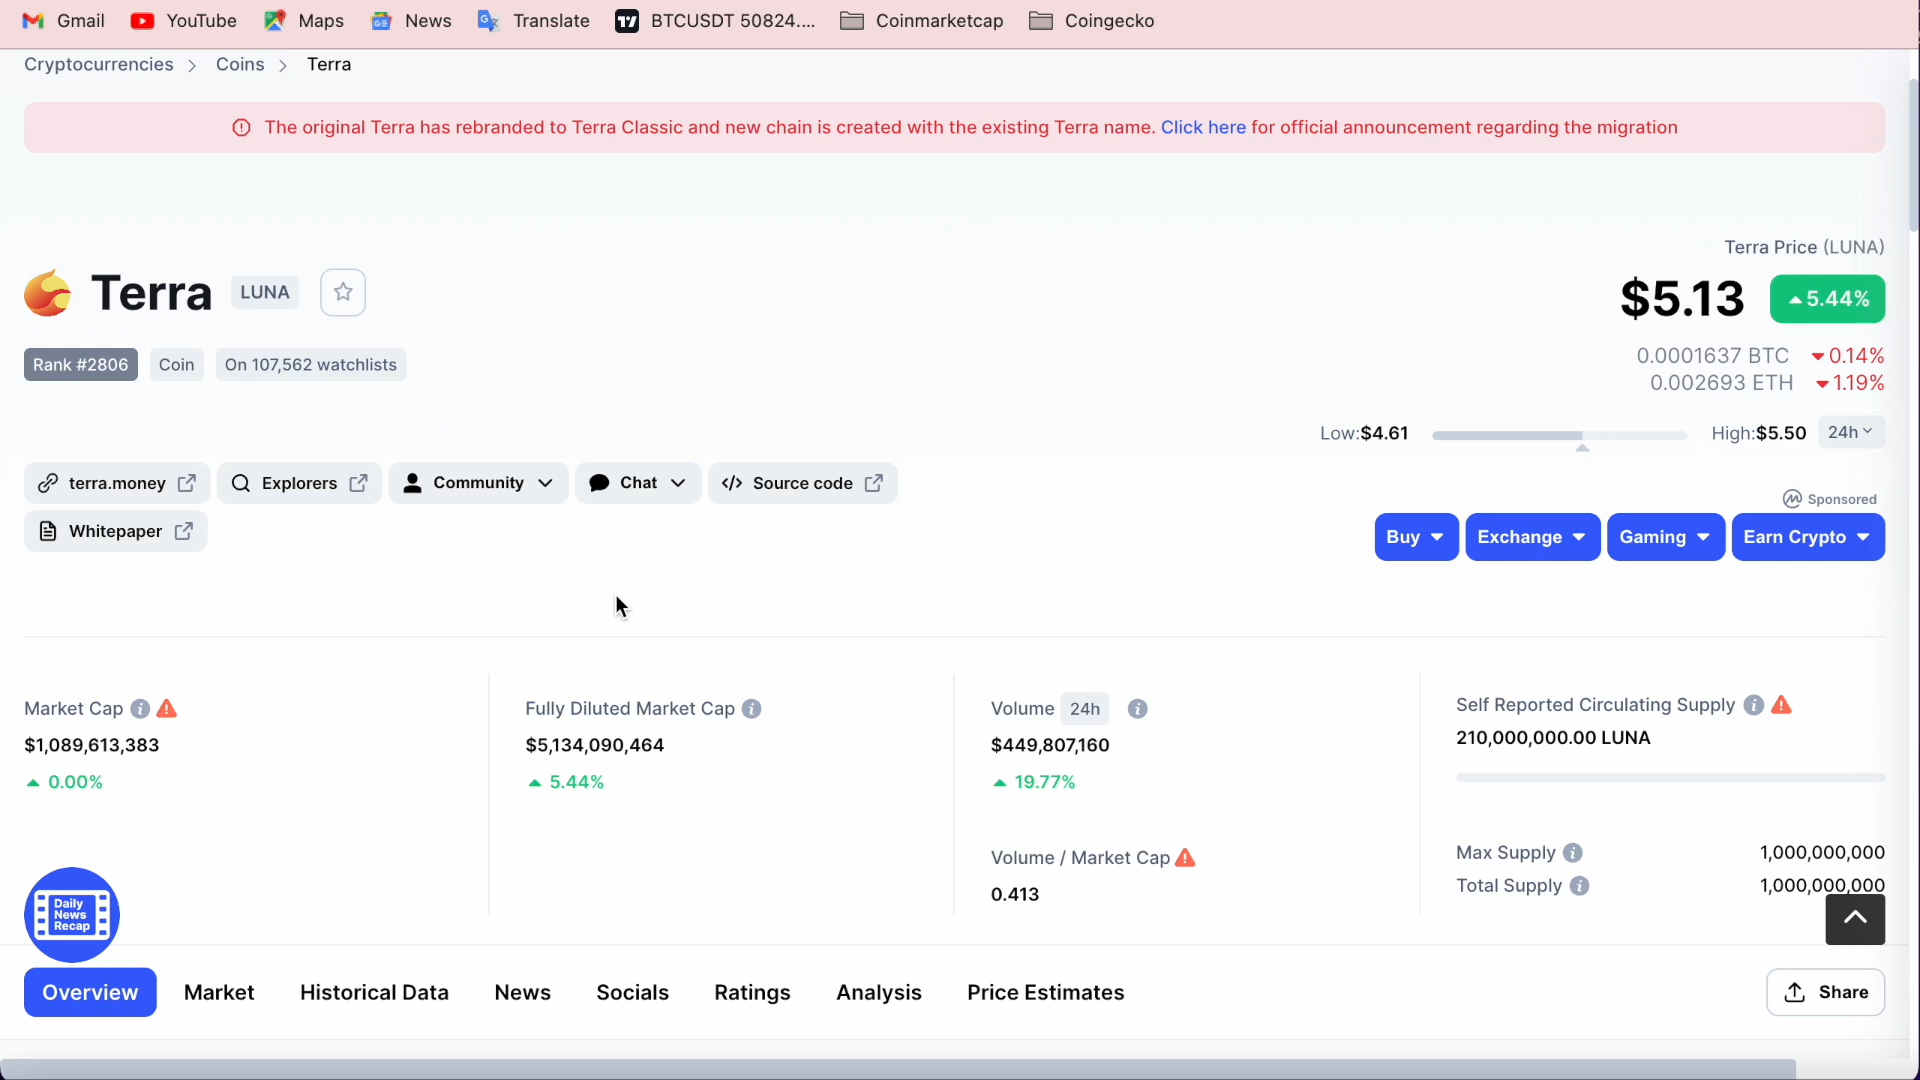 Gmail YouTube Maps News Translate BTCUSDT 50824.... Coinmarketcap Coingecko
Cryptocurrencies > Coins > Terra
The original Terra has rebranded to Terra Classic and new chain is created with the existing Terra name. Click here for official announcement regarding the migration
Terra Price (LUNA)
Terra LUNA
$5.13 5.44%
Rank #2806 Coin On 107,562 watchlists
0.0001637 BTC 0.14%
0.002693 ETH 1.19%
Low:$4.61 High:$5.50 24h
terra.money Explorers Community Chat Source code
Sponsored
Whitepaper
Buy Exchange Gaming Earn Crypto
Market Cap
$1,089,613,383
0.00%
Fully Diluted Market Cap
$5,134,090,464
5.44%
Volume 24h
$449,807,160
19.77%
Volume / Market Cap
0.413
Self Reported Circulating Supply
210,000,000.00 LUNA
Max Supply 1,000,000,000
Total Supply 1,000,000,000
Daily
News
Recap
Overview Market Historical Data News Socials Ratings Analysis Price Estimates Share